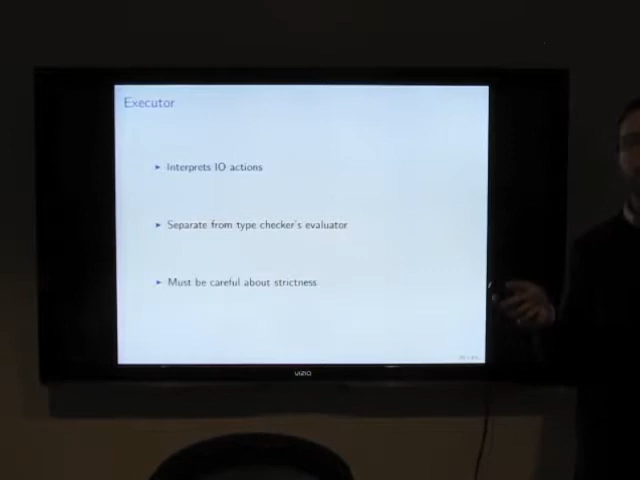 Executor
▸ Interprets IO actions
▸ Separate from type checker's evaluator
▸ Must be careful about strictness
VIZIO